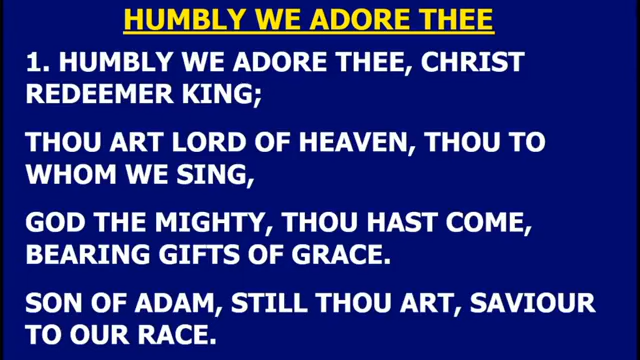 HUMBLY WE ADORE THEE
1. HUMBLY WE ADORE THEE, CHRIST
REDEEMER KING;
THOU ART LORD OF HEAVEN, THOU TO
WHOM WE SING,
GOD THE MIGHTY, THOU HAST COME,
BEARING GIFTS OF GRACE.
SON OF ADAM, STILL THOU ART, SAVIOUR
TO OUR RACE.